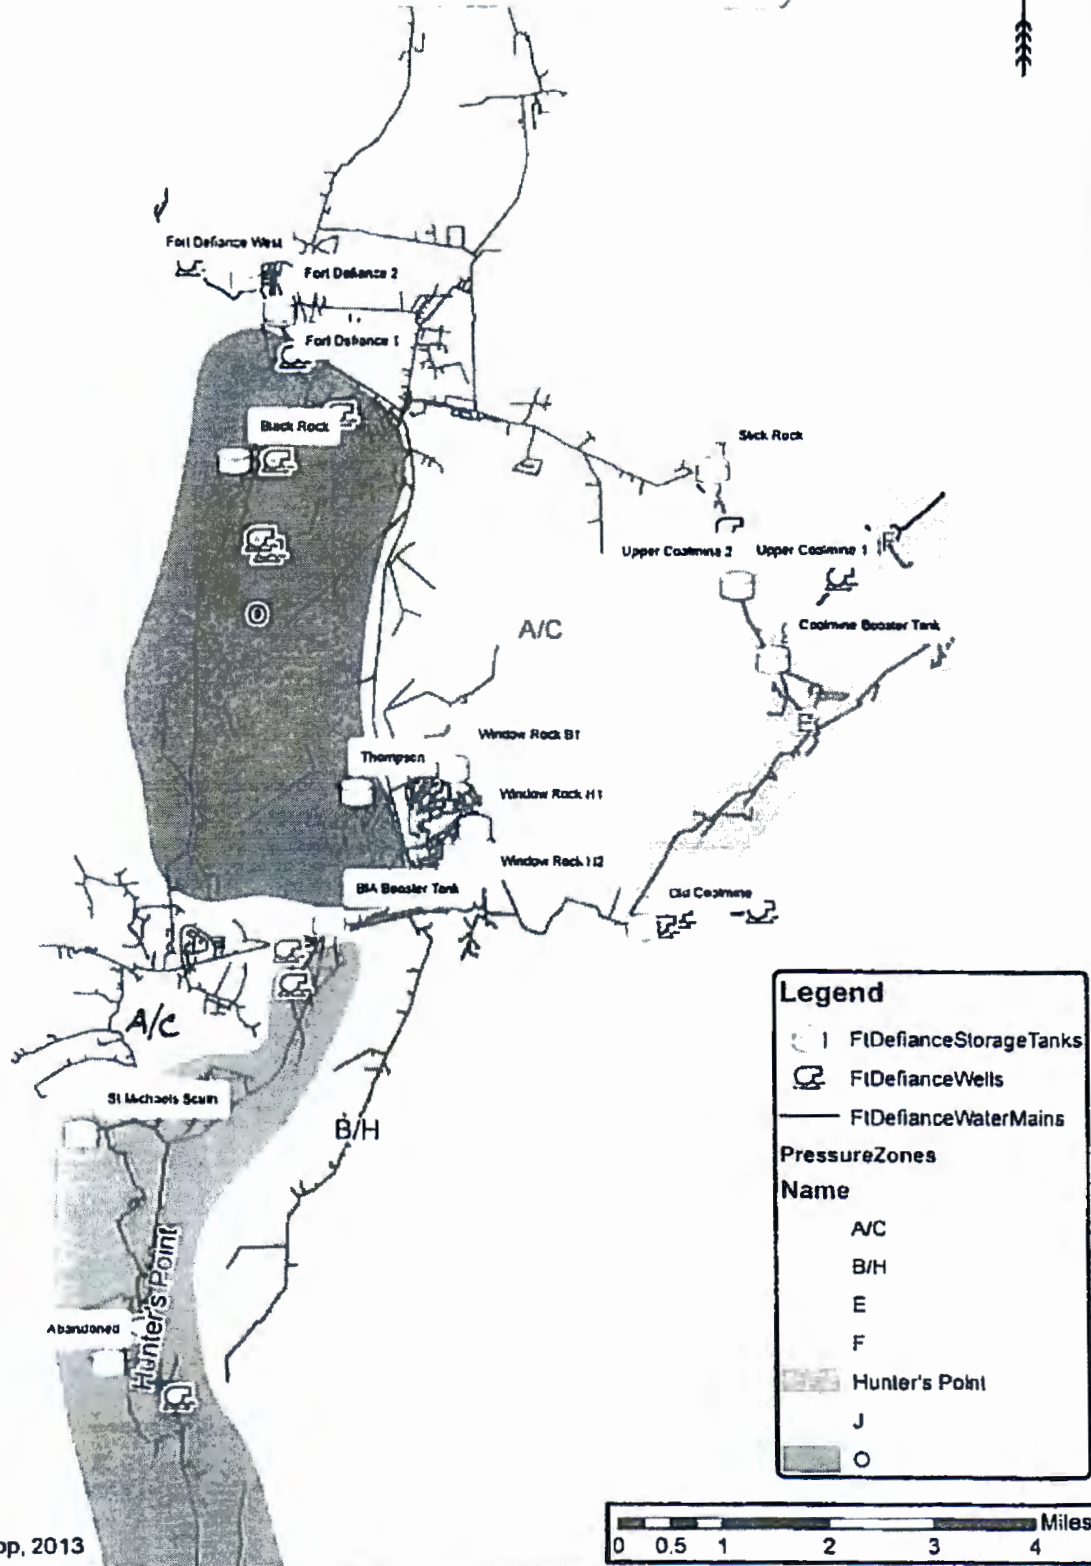 Fort Defiance West
Fort Defiance 2
Fort Defiance 1
Black Rock
Slick Rock
Upper Coalmine 2
Upper Coalmine 1
F
O
A/C
Coalmine Booster Tank
E
Window Rock B1
Thompson
Window Rock H1
Window Rock H2
BIA Booster Tank
Old Coalmine
A/C
St Michaels South
B/H
Hunter's Point
Abandoned
Legend
FtDefianceStorageTanks
FtDefianceWells
FtDefianceWaterMains
PressureZones
Name
A/C
B/H
E
F
Hunter's Point
J
O
Miles
0 0.5 1 2 3 4
pp, 2013